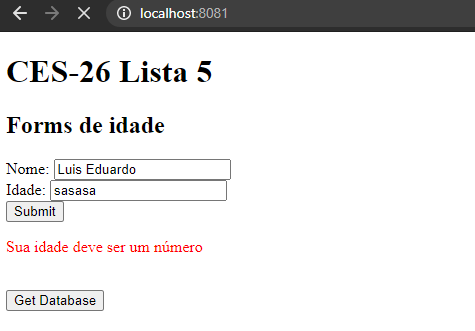 localhost:8081
CES-26 Lista 5
Forms de idade
Nome: Luis Eduardo
Idade: sasasa
Submit
Sua idade deve ser um número
Get Database